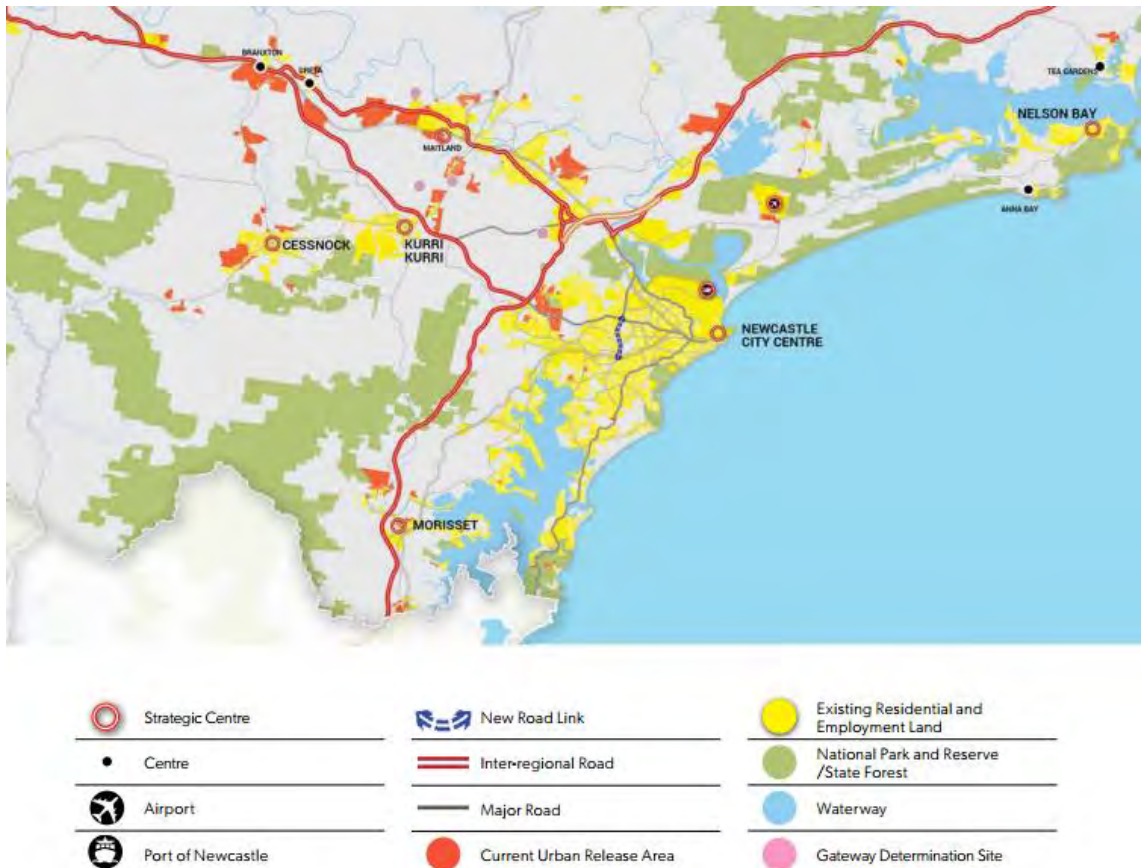 BRANXTON
GRETA
TEA GARDENS
NELSON BAY
MAITLAND
ANNA BAY
CESSNOCK
KURRI
KURRI
NEWCASTLE
CITY CENTRE
MORISSET
Strategic Centre
New Road Link
Existing Residential and
Employment Land
Centre
Inter-regional Road
National Park and Reserve
/State Forest
Airport
Major Road
Waterway
Port of Newcastle
Current Urban Release Area
Gateway Determination Site